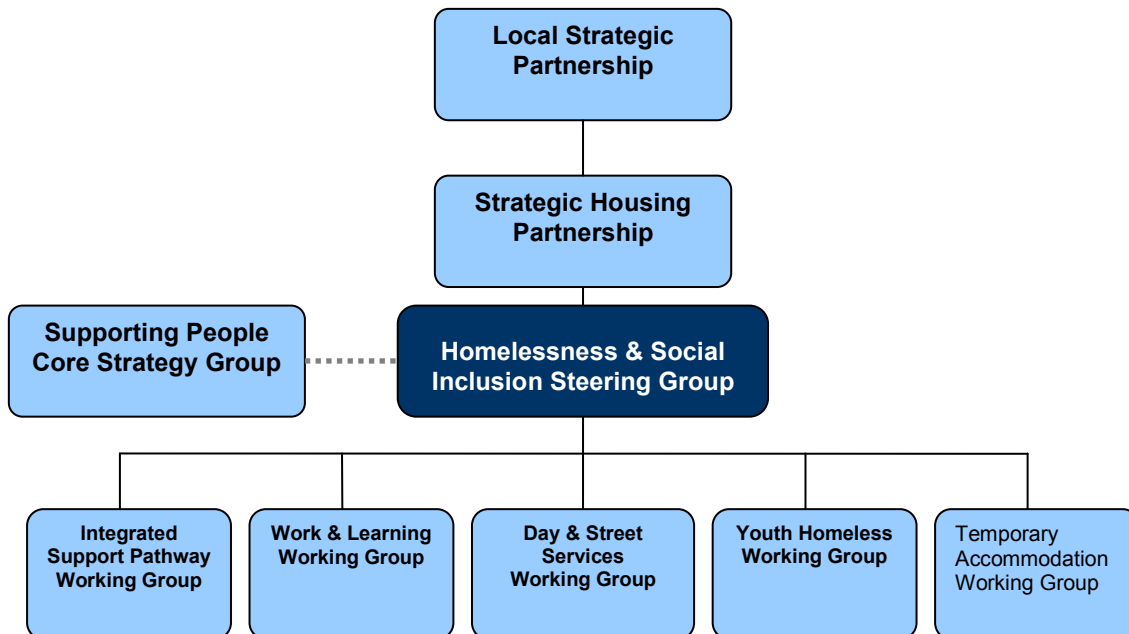 Local Strategic
Partnership
Strategic Housing
Partnership
Supporting People
Core Strategy Group
Homelessness & Social
Inclusion Steering Group
Integrated
Support Pathway
Working Group
Work & Learning
Working Group
Day & Street
Services
Working Group
Youth Homeless
Working Group
Temporary
Accommodation
Working Group